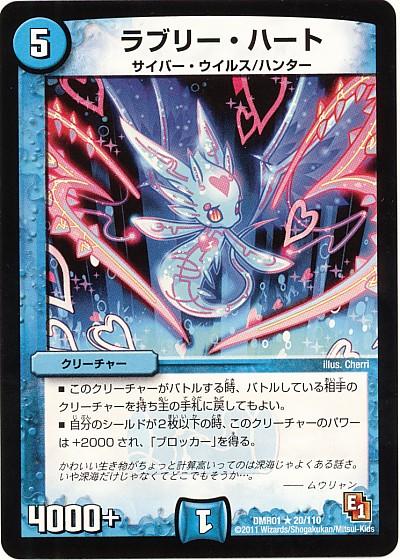 5
ラブリー・ハート
サイバー・ウイルス/ハンター
クリーチャー
illus. Cherri
■ このクリーチャーがバトルする時、バトルしている相手の
クリーチャーを持ち主の手札に戻してもよい。
■ 自分のシールドが2枚以下の時、このクリーチャーのパワー
は+2000され、「ブロッカー」を得る。
かわいい生き物がちょっと計算高いってのは深海じゃよくある話さ。
いや深海だけじゃなくてどこでもそうか…。
—— ムウリャン
4000+
1
DMR01 ★ 20/110
E1
©2011 Wizards/Shogakukan/Mitsui-Kids